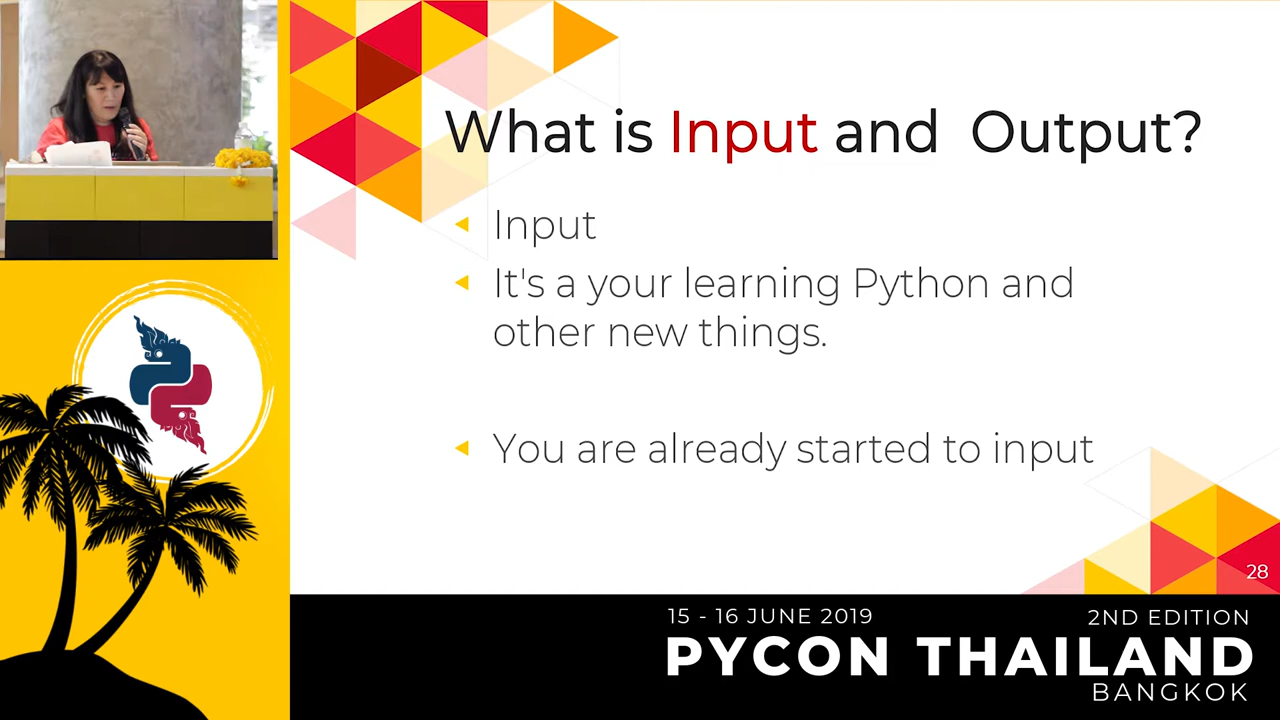 What is Input and Output?
Input
It's a your learning Python and
other new things.
You are already started to input
28
15 - 16 JUNE 2019
2ND EDITION
PYCON THAILAND
BANGKOK